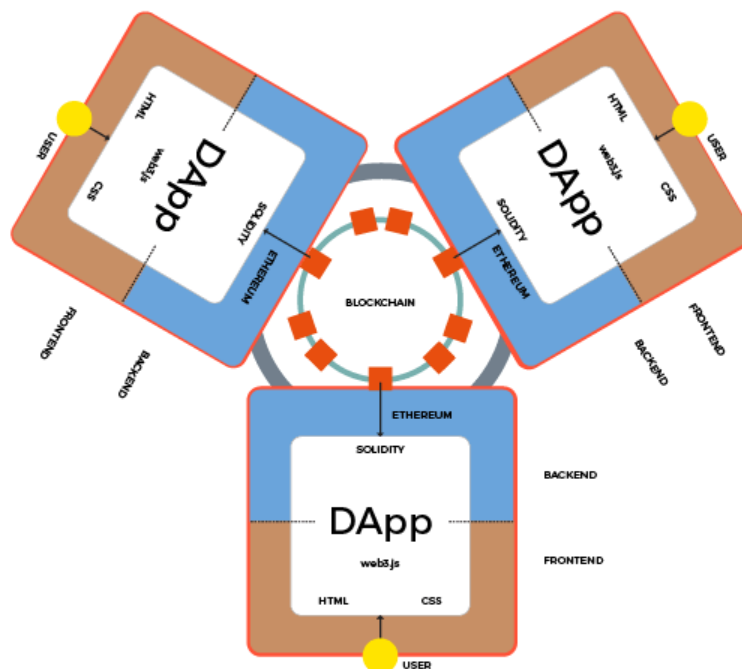 HTML
USER
web3.js
CSS
DApp
SOLIDITY
ETHEREUM
FRONTEND
BACKEND
HTML
USER
web3.js
CSS
DApp
SOLIDITY
ETHEREUM
FRONTEND
BACKEND
BLOCKCHAIN
ETHEREUM
SOLIDITY
BACKEND
DApp
web3.js
FRONTEND
HTML CSS
USER